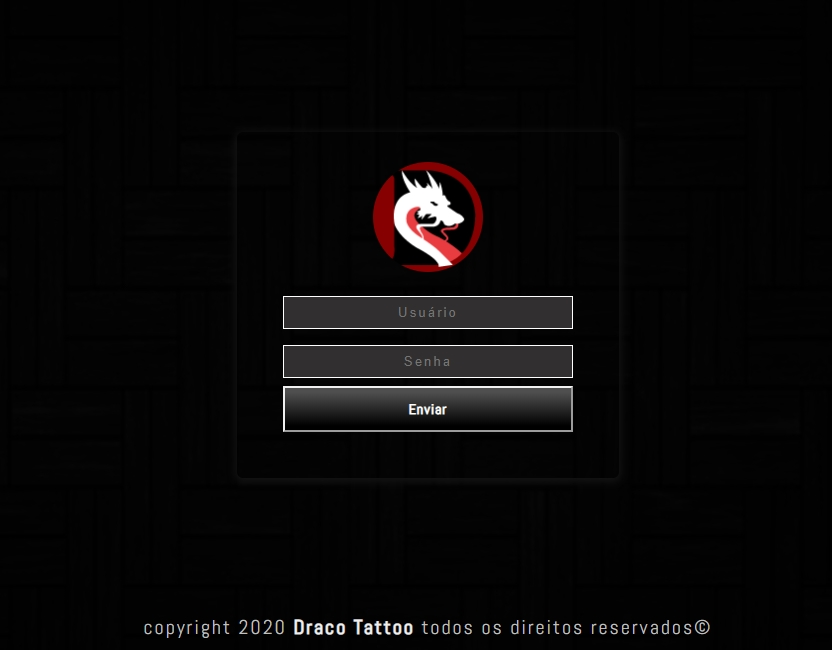 Usuário
Senha
Enviar
copyright 2020 Draco Tattoo todos os direitos reservados©